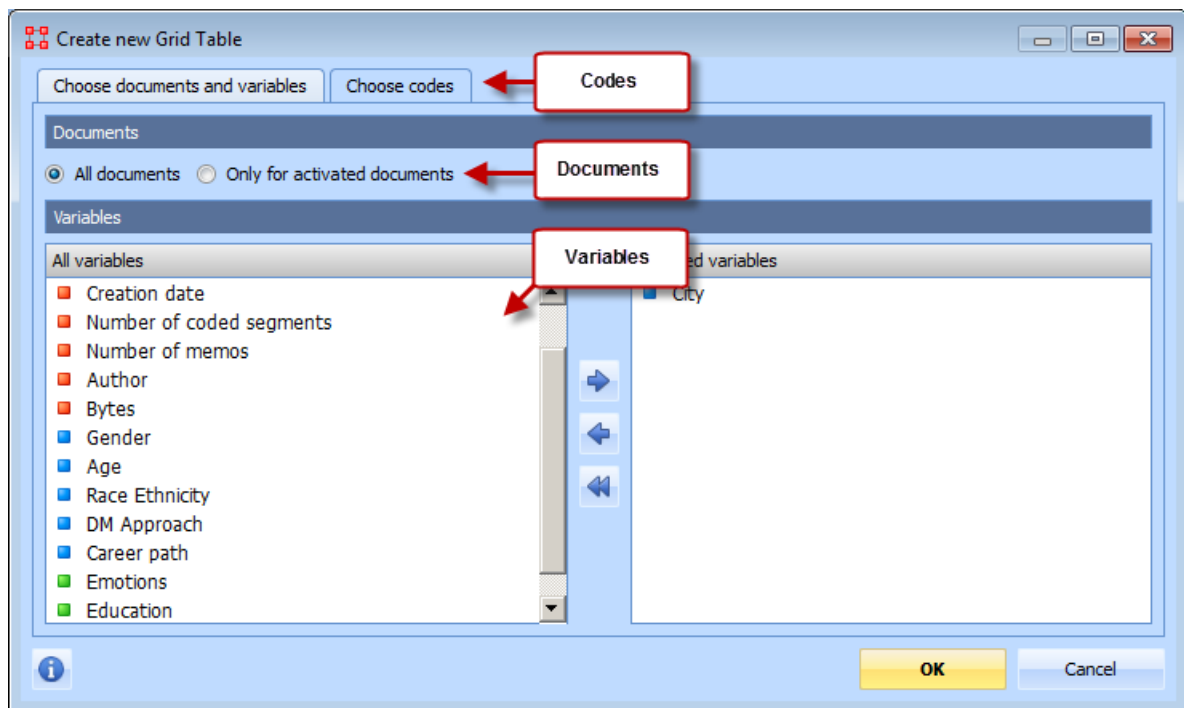 Create new Grid Table
Choose documents and variables Choose codes Codes
Documents
All documents Only for activated documents Documents
Variables
All variables Variables ed variables
Creation date City
Number of coded segments
Number of memos
Author
Bytes
Gender
Age
Race Ethnicity
DM Approach
Career path
Emotions
Education
OK Cancel